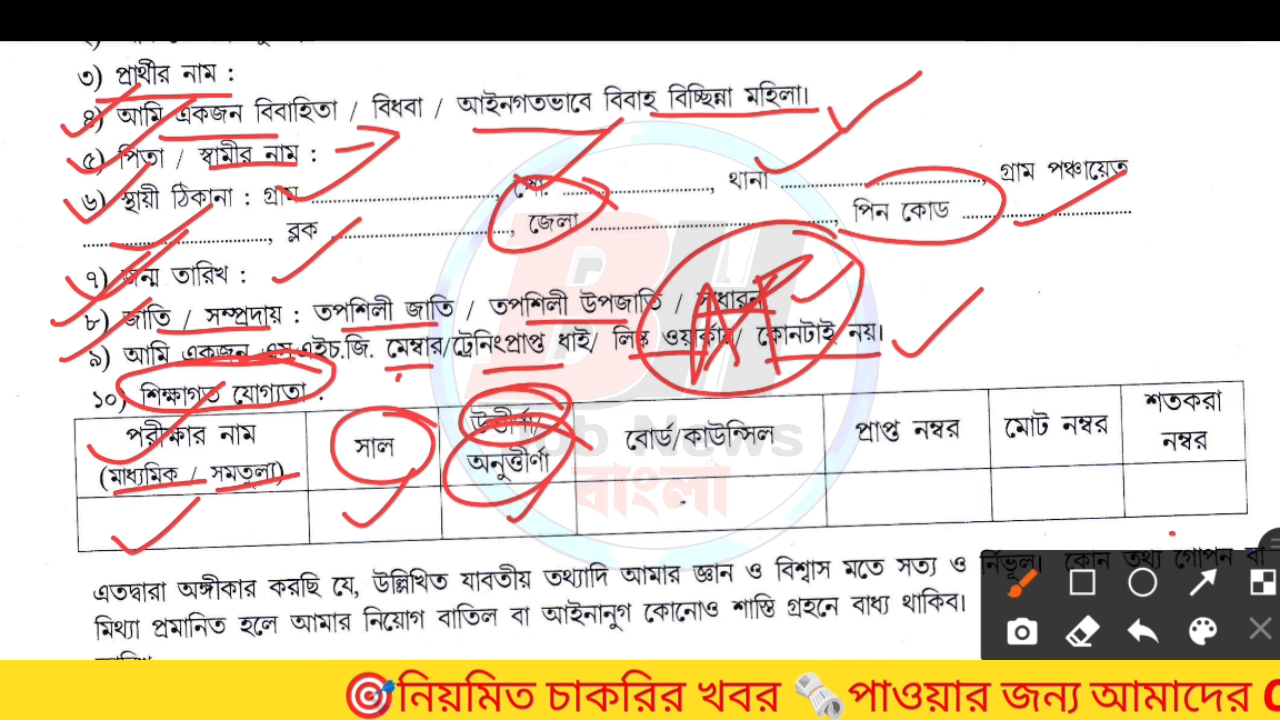 ৩) প্রার্থীর নাম :
৪) আমি একজন বিবাহিতা / বিধবা / আইনগতভাবে বিবাহ বিচ্ছিন্না মহিলা।
৫) পিতা / স্বামীর নাম :
৬) স্থায়ী ঠিকানা : গ্রাম ............................, পো: ........................, থানা ............................, গ্রাম পঞ্চায়েত
............................, ব্লক ............................, জেলা ...................................., পিন কোড ............................
৭) জন্ম তারিখ :
৮) জাতি / সম্প্রদায় : তপশিলী জাতি / তপশিলী উপজাতি / সাধারন
৯) আমি একজন এস.এইচ.জি. মেম্বার/ট্রেনিংপ্রাপ্ত ধাই/ লিঙ্ক ওয়ার্কার/ কোনটাই নয়।
১০) শিক্ষাগত যোগ্যতা :
পরীক্ষার নাম
(মাধ্যমিক / সমতুল্য)
সাল
উত্তীর্ণা/
অনুত্তীর্ণা
বোর্ড/কাউন্সিল
প্রাপ্ত নম্বর
মোট নম্বর
শতকরা
নম্বর
Job News
বাংলা
এতদ্বারা অঙ্গীকার করছি যে, উল্লিখিত যাবতীয় তথ্যাদি আমার জ্ঞান ও বিশ্বাস মতে সত্য ও নির্ভূল। কোন তথ্য গোপন বা
মিথ্যা প্রমানিত হলে আমার নিয়োগ বাতিল বা আইনানুগ কোনোও শাস্তি গ্রহনে বাধ্য থাকিব।
নিয়মিত চাকরির খবর পাওয়ার জন্য আমাদের